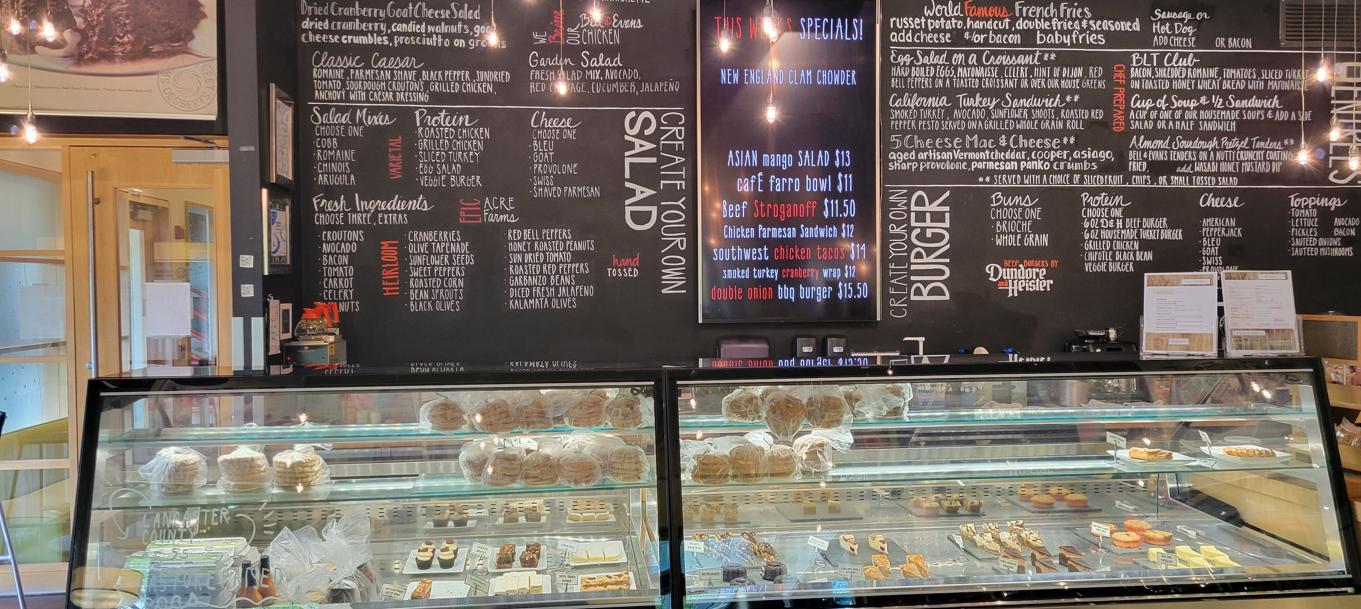 Dried Cranberry Goat Cheese Salad
dried cranberry, candied walnuts, goat
cheese crumbles, prosciutto on greens
Classic Caesar
ROMAINE, PARMESAN SHAVE, BLACK PEPPER, SUNDRIED
TOMATO, SOURDOUGH CROUTONS, GRILLED CHICKEN,
ANCHOVY WITH CAESAR DRESSING
WE
OUR
Bell & Evans
CHICKEN
Garden Salad
FRESH SALAD MIX, AVOCADO,
RED CABBAGE, CUCUMBER, JALAPEÑO
Salad Mixes
CHOOSE ONE
· COBB
· ROMAINE
· CHINOIS
· ARUGULA
VARIETAL
Protein
· ROASTED CHICKEN
· GRILLED CHICKEN
· SLICED TURKEY
· EGG SALAD
· VEGGIE BURGER
Cheese
CHOOSE ONE
· BLEU
· GOAT
· PROVOLONE
· SWISS
· SHAVED PARMESAN
Fresh Ingredients
CHOOSE THREE, EXTRAS
EPIC
ACRE
Farms
· CROUTONS
· AVOCADO
· BACON
· TOMATO
· CARROT
· CELERY
HEIRLOOM
· CRANBERRIES
· OLIVE TAPENADE
· SUNFLOWER SEEDS
· SWEET PEPPERS
· ROASTED CORN
· BEAN SPROUTS
· BLACK OLIVES
· RED BELL PEPPERS
· HONEY ROASTED PEANUTS
· SUN DRIED TOMATO
· ROASTED RED PEPPERS
· GARBANZO BEANS
· DICED FRESH JALAPENO
· KALAMATA OLIVES
hand
TOSSED
CREATE YOUR OWN
SALAD
THIS WEEK'S SPECIALS!
NEW ENGLAND CLAM CHOWDER
ASIAN mango SALAD $13
cafE farro bowl $11
Beef Stroganoff $11.50
Chicken Parmesan Sandwich $12
southwest chicken tacos $14
smoked turkey cranberry wrap $12
double onion bbq burger $15.50
World Famous French Fries
russet potato, hand cut, double fried & seasoned
add cheese &/or bacon baby fries
Sausage or
Hot Dog
ADD CHEESE OR BACON
Egg Salad on a Croissant**
HARD BOILED EGGS, MAYONAISE, CELERY, HINT OF DIJON, RED
BELL PEPPERS ON A TOASTED CROISSANT OR OVER OUR HOUSE GREENS
California Turkey Sandwich**
SMOKED TURKEY, AVOCADO, SUNFLOWER SHOOTS, ROASTED RED
PEPPER PESTO SERVED ON A GRILLED WHOLE GRAIN ROLL
5 Cheese Mac & Cheese**
aged artisan Vermont cheddar, cooper, asiago,
sharp provolone, parmesan panko crumbs
CHEF PREPARED
BLT Club
BACON, SHREDDED ROMAINE, TOMATOES, SLICED TURKEY
ON TOASTED HONEY WHEAT BREAD WITH MAYONAISE
Cup of Soup & 1/2 Sandwich
A CUP OF ONE OF OUR HOUSEMADE SOUPS & ADD A SIDE
SALAD OR A HALF SANDWICH
Almond Sourdough Pretzel Tenders**
BELL & EVANS TENDERS ON A NUTTY CRUNCHY COATING
FRIED, add WASABI HONEY MUSTARD DIP
** SERVED WITH A CHOICE OF SLICED FRUIT, CHIPS, OR SMALL TOSSED SALAD
CREATE YOUR OWN
BURGER
Buns
CHOOSE ONE
· BRIOCHE
· WHOLE GRAIN
BEEF BURGERS BY
Dundore
and Heister
Protein
CHOOSE ONE
· 6 OZ D&H BEEF BURGER
· 6 OZ HOUSEMADE TURKEY BURGER
· GRILLED CHICKEN
· CHIPOTLE BLACK BEAN
VEGGIE BURGER
Cheese
· AMERICAN
· PEPPERJACK
· BLEU
· GOAT
· SWISS
· PROVOLONE
Toppings
· TOMATO
· LETTUCE
· PICKLES
· SAUTEED ONIONS
· SAUTEED MUSHROOMS
AVOCADO
BACON
LANCASTER
COUNTY